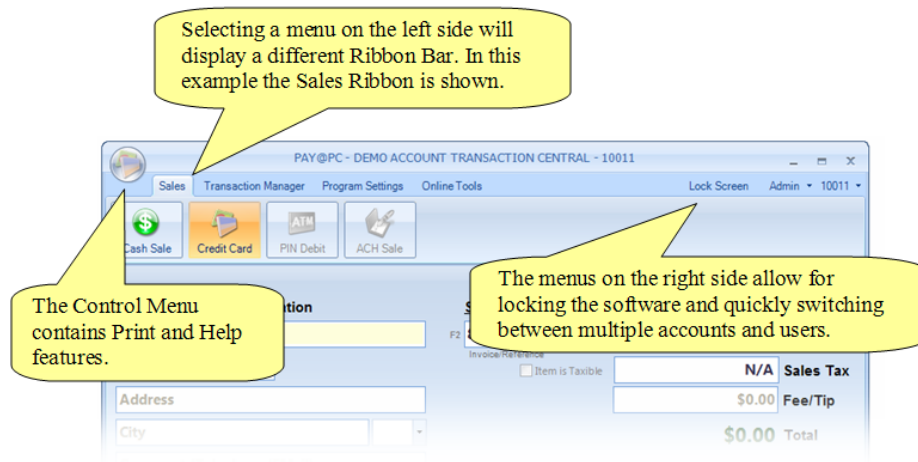 Selecting a menu on the left side will
display a different Ribbon Bar. In this
example the Sales Ribbon is shown.
PAY@PC - DEMO ACCOUNT TRANSACTION CENTRAL - 10011
Sales Transaction Manager Program Settings Online Tools Lock Screen Admin 10011
Cash Sale Credit Card ATM PIN Debit ACH Sale
The Control Menu
contains Print and Help
features.
The menus on the right side allow for
locking the software and quickly switching
between multiple accounts and users.
F2
Invoice/Reference
Item is Taxible N/A Sales Tax
Address $0.00 Fee/Tip
City $0.00 Total